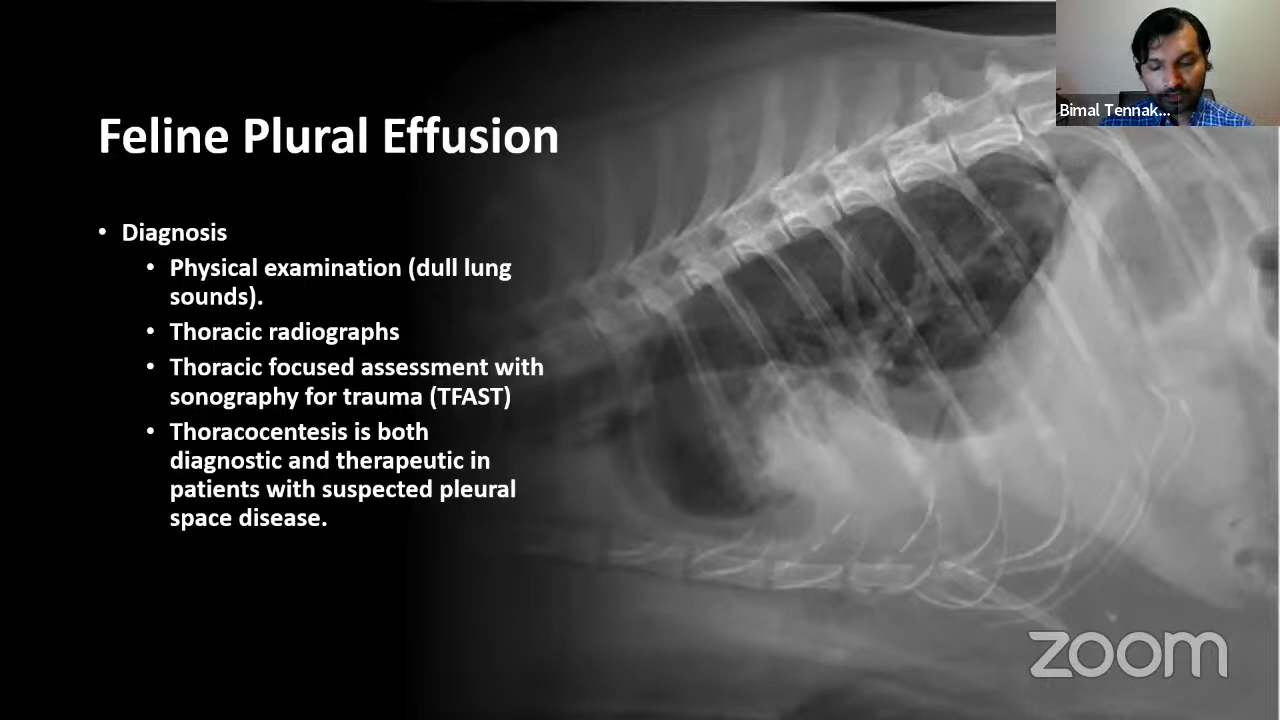 Feline Plural Effusion
• Diagnosis
• Physical examination (dull lung
sounds).
• Thoracic radiographs
• Thoracic focused assessment with
sonography for trauma (TFAST)
• Thoracocentesis is both
diagnostic and therapeutic in
patients with suspected pleural
space disease.
Bimal Tennak...
zoom